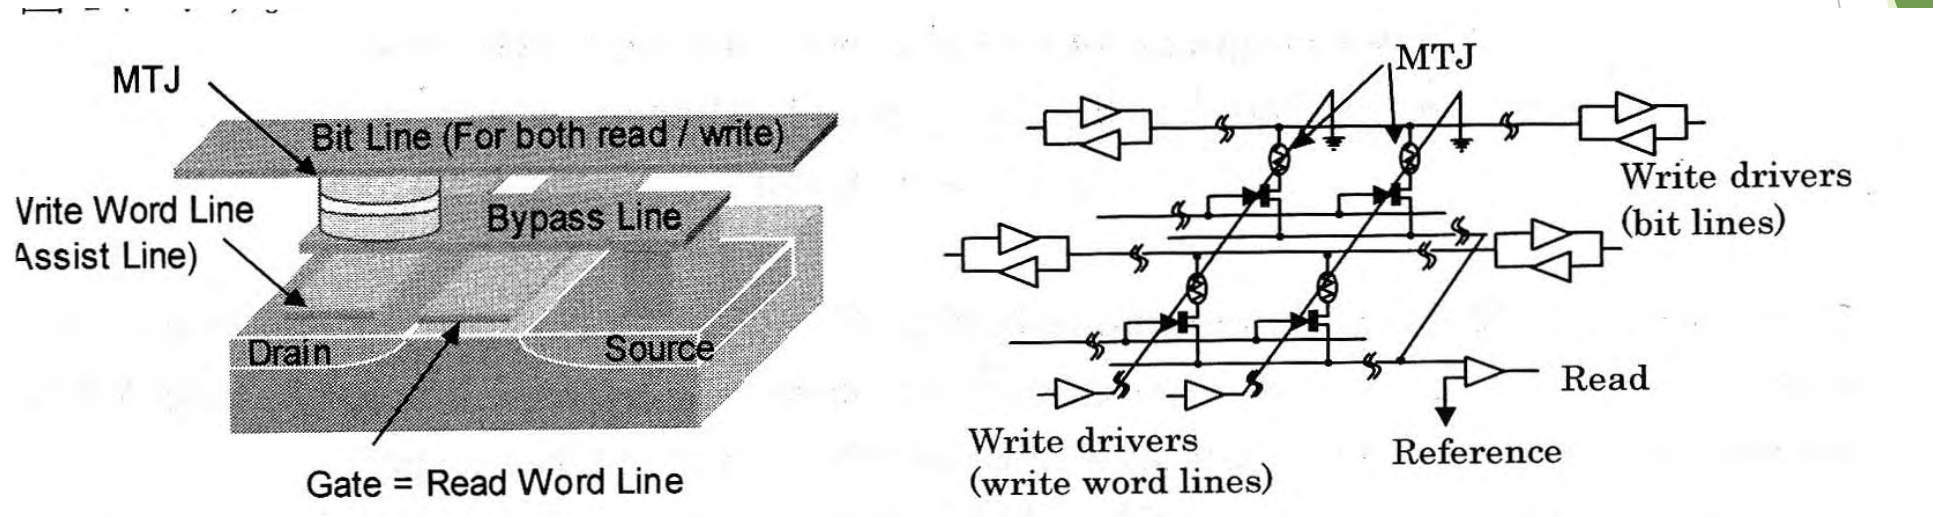 MTJ
Bit Line (For both read / write)
Write Word Line
Assist Line)
Bypass Line
Drain
Source
Gate = Read Word Line
MTJ
Write drivers
(bit lines)
Read
Reference
Write drivers
(write word lines)